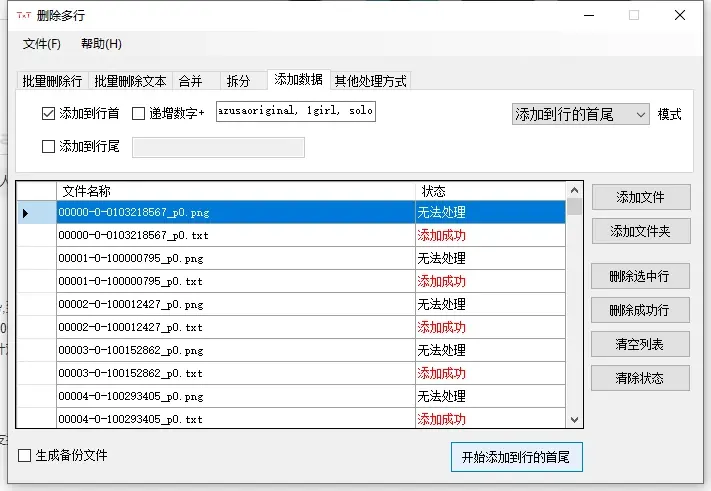 TxT 删除多行
文件(F) 帮助(H)
批量删除行 批量删除文本 合并 拆分 添加数据 其他处理方式
添加到行首 递增数字+ azusaoriginal, 1girl, solo 添加到行的首尾 模式
添加到行尾
文件名称 状态
00000-0-0103218567_p0.png 无法处理
00000-0-0103218567_p0.txt 添加成功
00001-0-100000795_p0.png 无法处理
00001-0-100000795_p0.txt 添加成功
00002-0-100012427_p0.png 无法处理
00002-0-100012427_p0.txt 添加成功
00003-0-100152862_p0.png 无法处理
00003-0-100152862_p0.txt 添加成功
00004-0-100293405_p0.png 无法处理
00004-0-100293405_p0.txt 添加成功
添加文件
添加文件夹
删除选中行
删除成功行
清空列表
清除状态
生成备份文件 开始添加到行的首尾